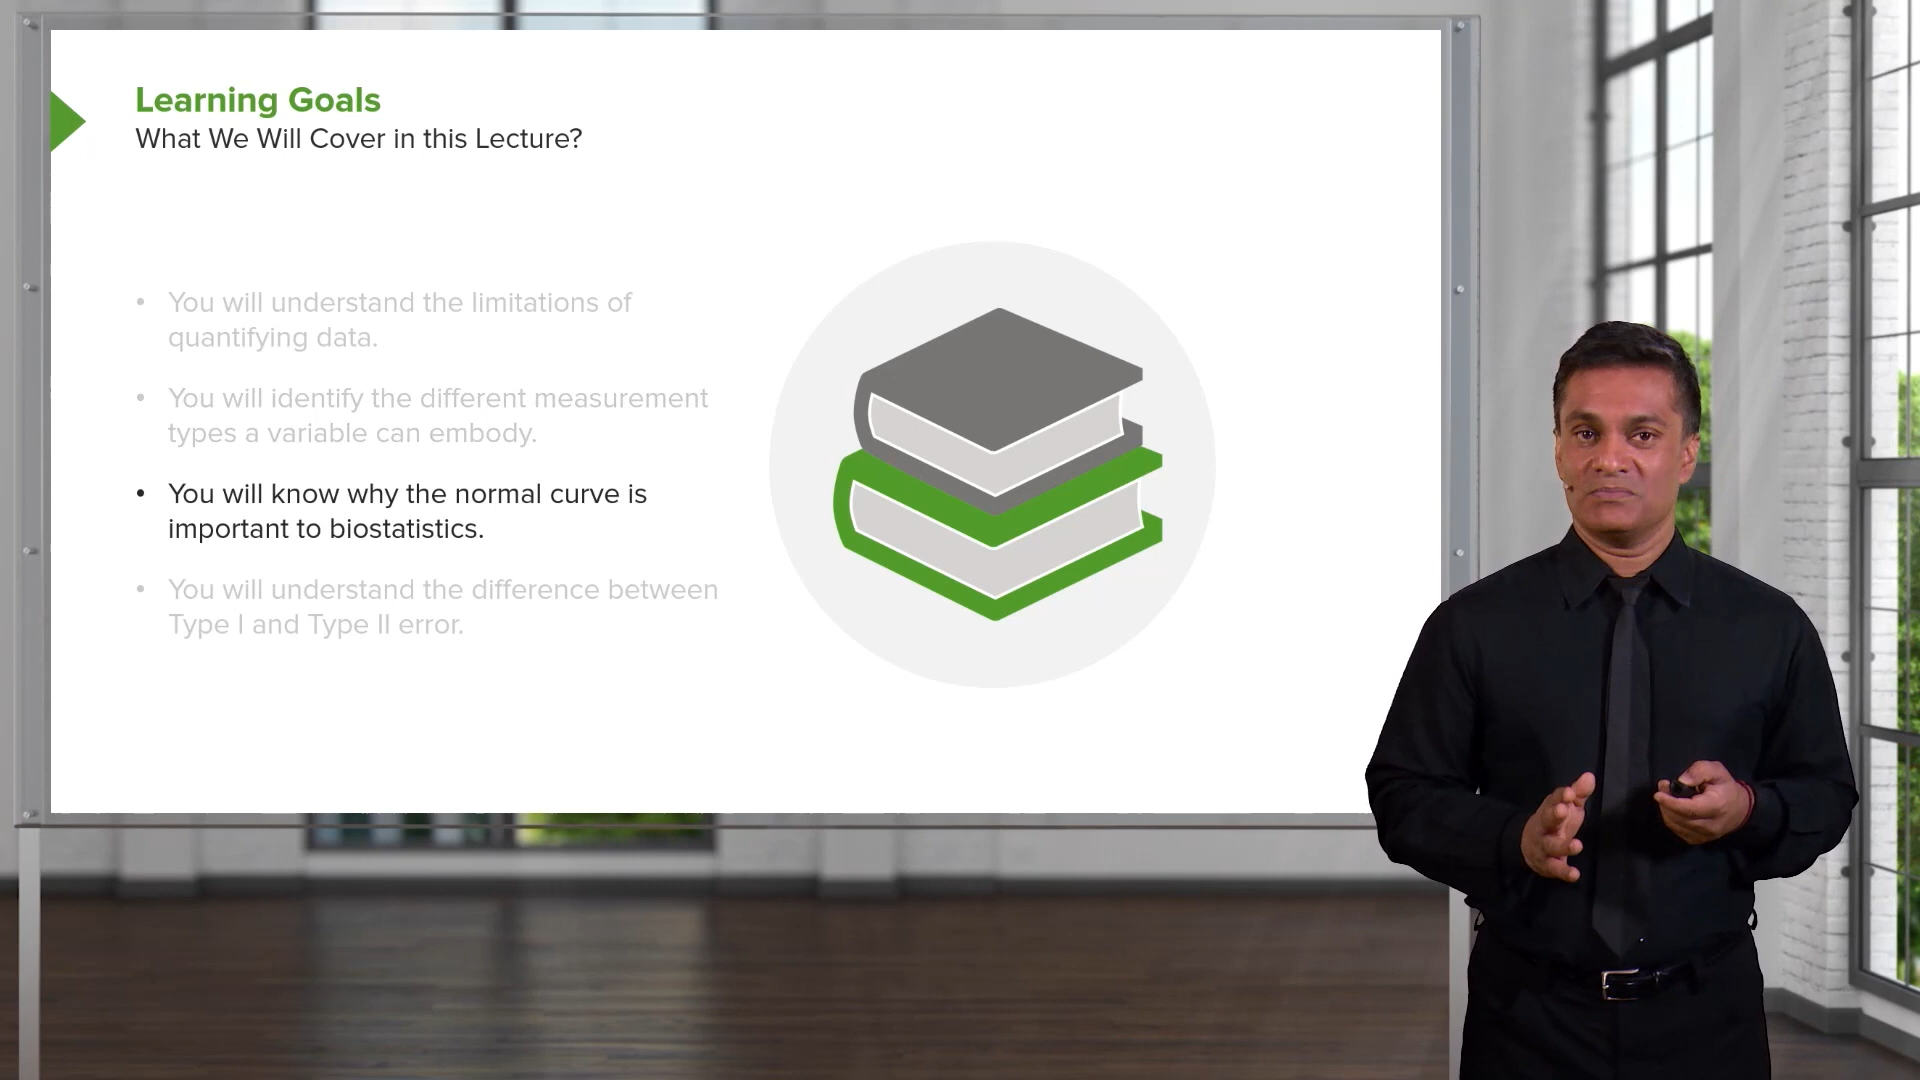 Learning Goals
What We Will Cover in this Lecture?
• You will understand the limitations of
quantifying data.
• You will identify the different measurement
types a variable can embody.
• You will know why the normal curve is
important to biostatistics.
• You will understand the difference between
Type I and Type II error.